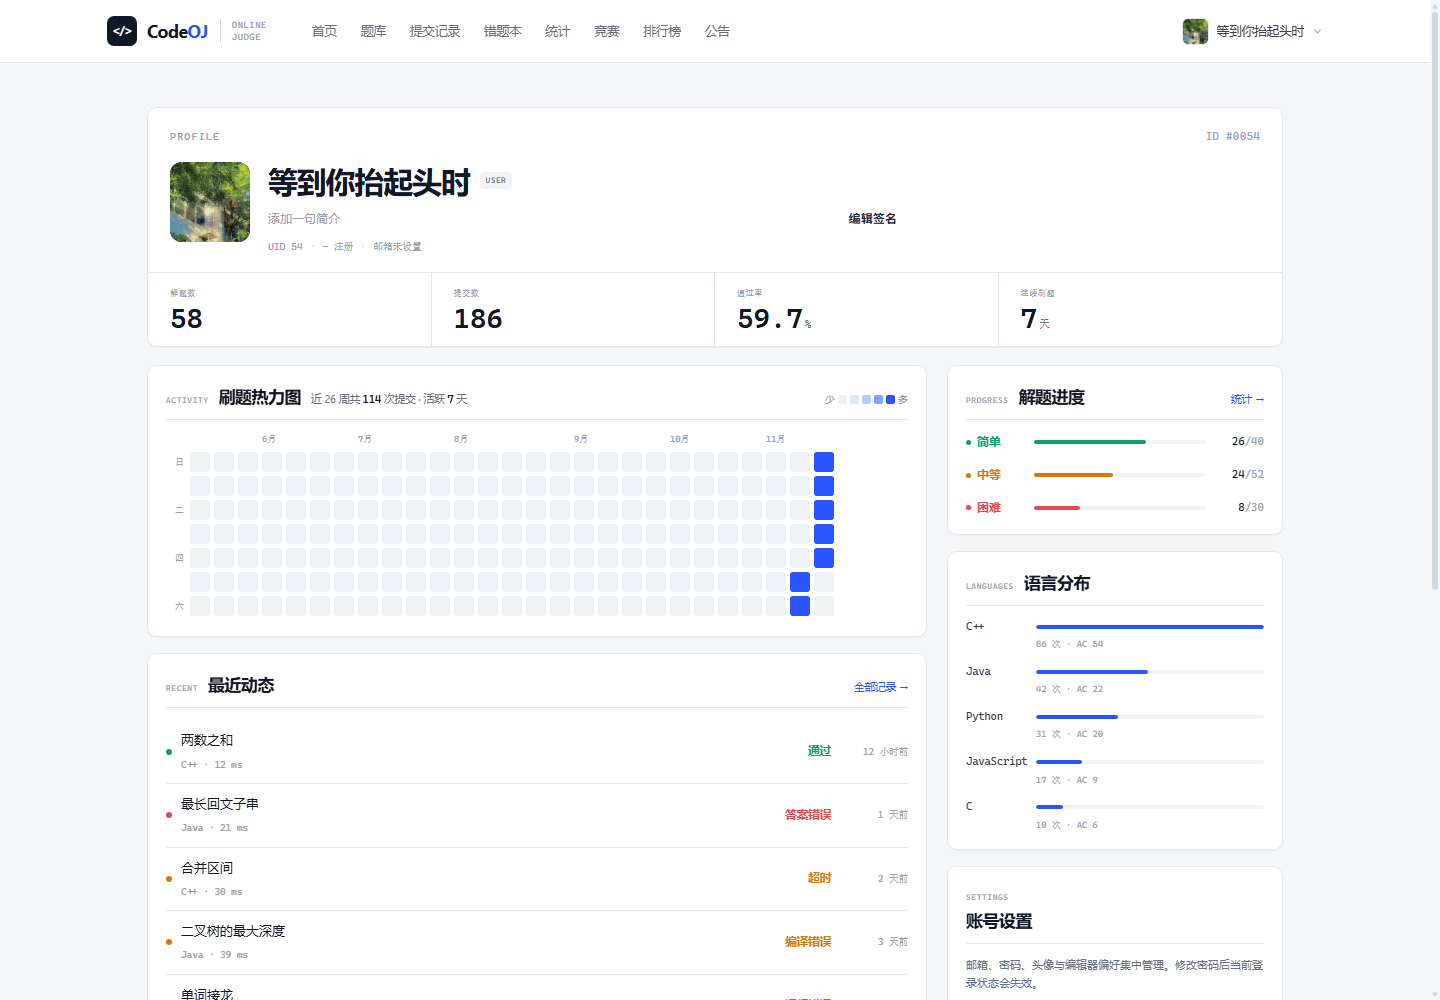 </> CodeOJ ONLINE JUDGE 首页 题库 提交记录 错题本 统计 竞赛 排行榜 公告 等到你抬起头时
PROFILE ID #0054
等到你抬起头时 USER
添加一句简介 编辑签名
UID 54 · — 注册 · 邮箱未设置
解题数 提交数 通过率 连续刷题
58 186 59.7% 7天
ACTIVITY 刷题热力图 近 26 周共 114 次提交 · 活跃 7 天 少 多
6月 7月 8月 9月 10月 11月
日
二
四
六
PROGRESS 解题进度 统计 →
简单 26/40
中等 24/52
困难 8/30
LANGUAGES 语言分布
C++
86 次 · AC 54
Java
42 次 · AC 22
Python
31 次 · AC 20
JavaScript
17 次 · AC 9
C
10 次 · AC 6
RECENT 最近动态 全部记录 →
两数之和 通过 12 小时前
C++ · 12 ms
最长回文子串 答案错误 1 天前
Java · 21 ms
合并区间 超时 2 天前
C++ · 30 ms
二叉树的最大深度 编译错误 3 天前
Java · 39 ms
单词接龙
SETTINGS
账号设置
邮箱、密码、头像与编辑器偏好集中管理。修改密码后当前登
录状态会失效。